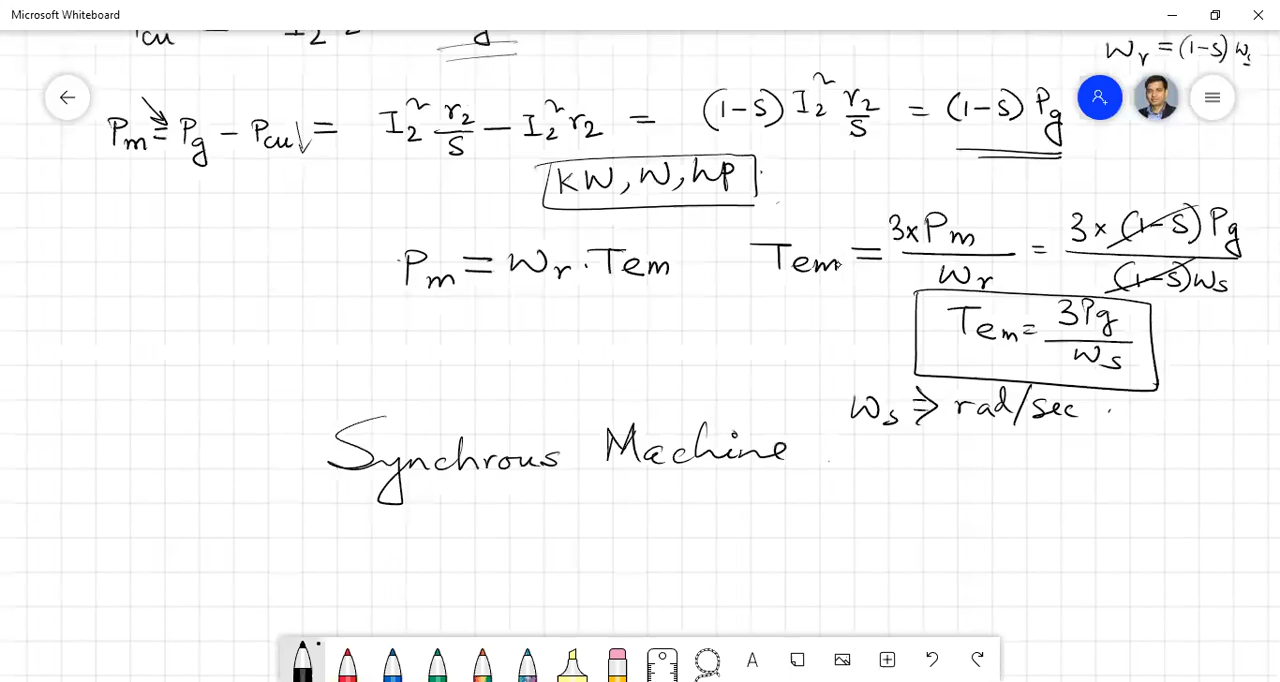 Microsoft Whiteboard
ωr = (1-s) ωs
Pm = Pg - Pcu↓ = I2² r2/s - I2² r2 = (1-s) I2² r2/s = (1-s) Pg
KW, W, hp
Pm = ωr . Tem Tem = 3×Pm/ωr = 3×(1-s)Pg/(1-s)ωs
Tem = 3Pg/ωs
ωs ⇒ rad/sec
Synchrous Machine